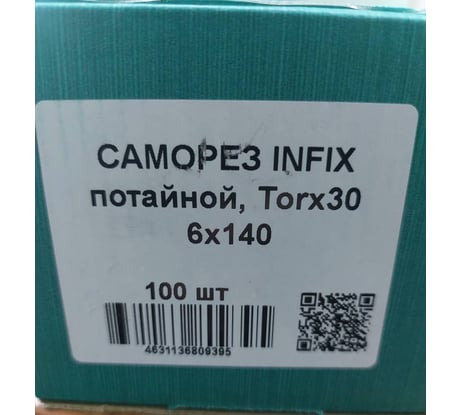 САМОРЕЗ INFIX
потайной, Torx30
6x140
100 шт
4631136809395